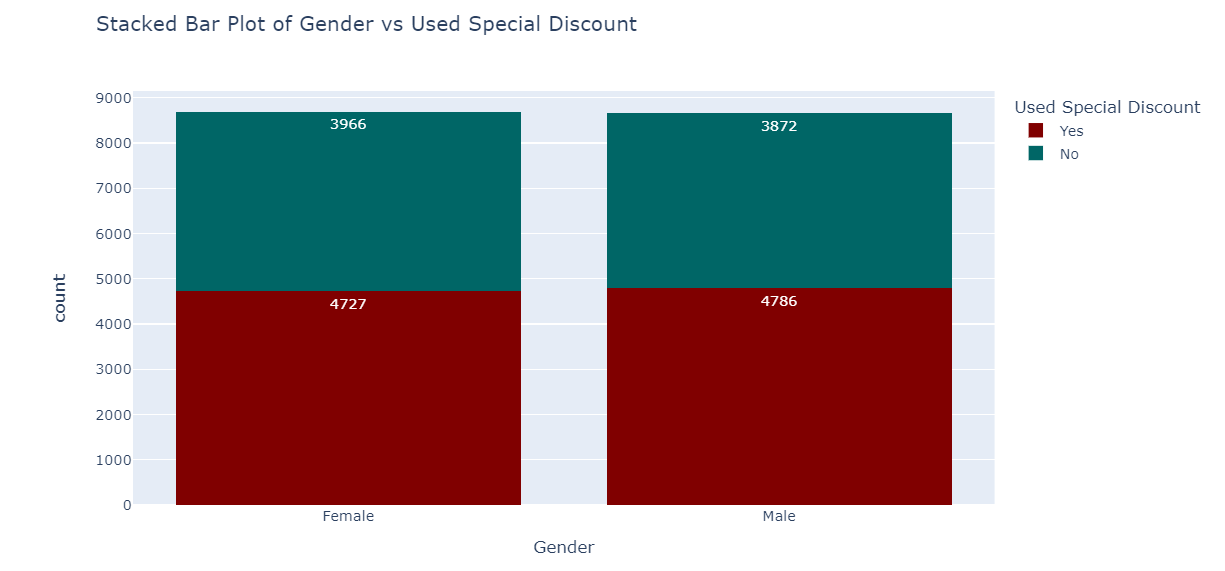 Stacked Bar Plot of Gender vs Used Special Discount
9000
8000
7000
6000
5000
4000
3000
2000
1000
0
count
3966
4727
3872
4786
Female
Male
Gender
Used Special Discount
Yes
No